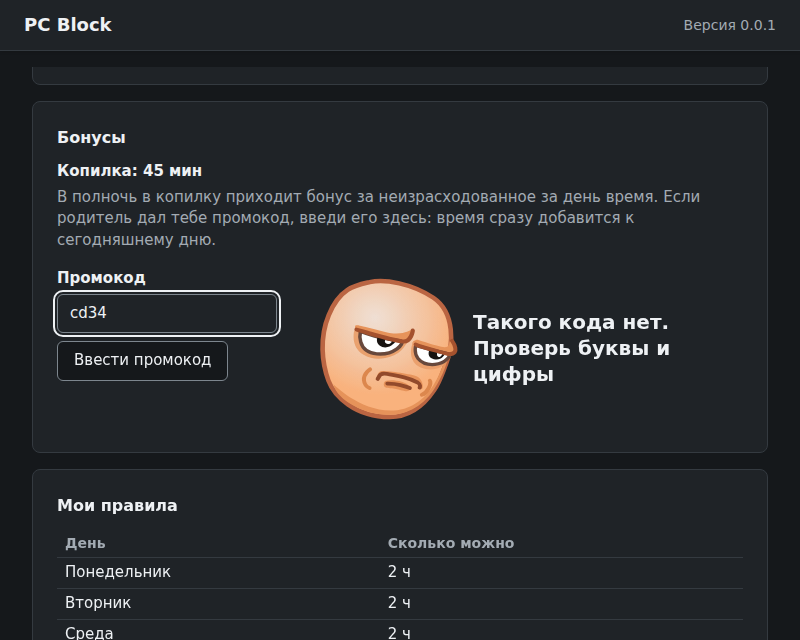 PC Block
Версия 0.0.1
Бонусы
Копилка: 45 мин
В полночь в копилку приходит бонус за неизрасходованное за день время. Если
родитель дал тебе промокод, введи его здесь: время сразу добавится к
сегодняшнему дню.
Промокод
cd34
Ввести промокод
Такого кода нет.
Проверь буквы и
цифры
Мои правила
День Сколько можно
Понедельник 2 ч
Вторник 2 ч
Среда 2 ч